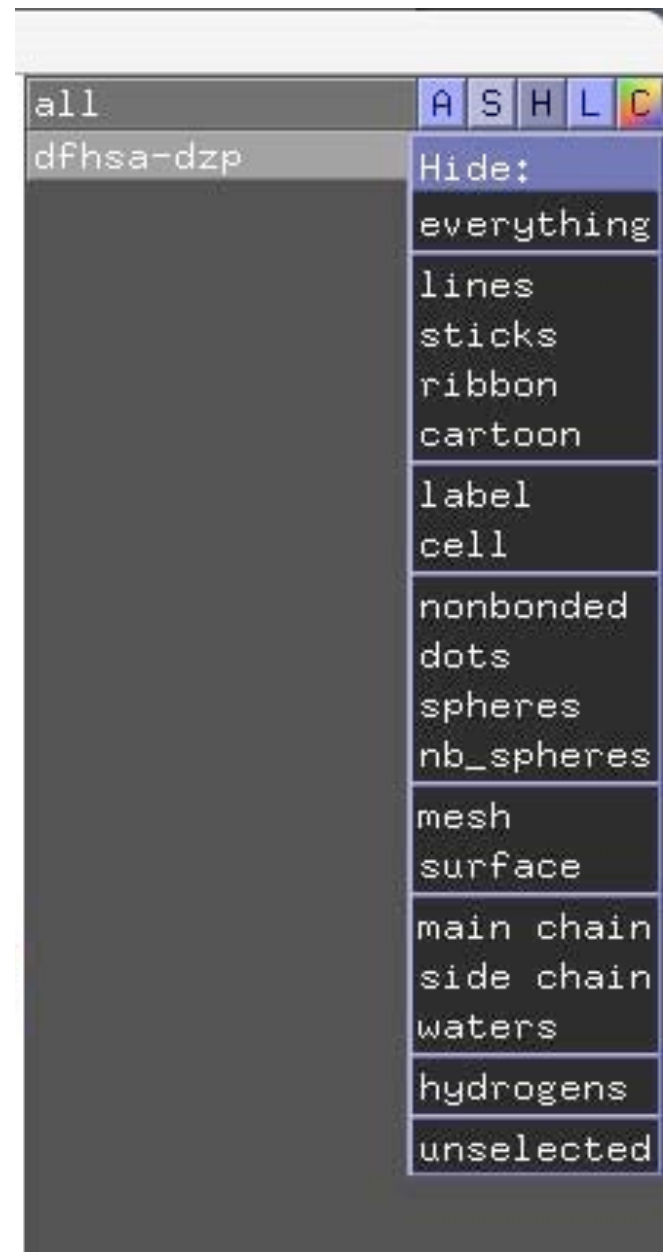 all A S H L C
dfhsa-dzp
Hide:
everything
lines
sticks
ribbon
cartoon
label
cell
nonbonded
dots
spheres
nb_spheres
mesh
surface
main chain
side chain
waters
hydrogens
unselected